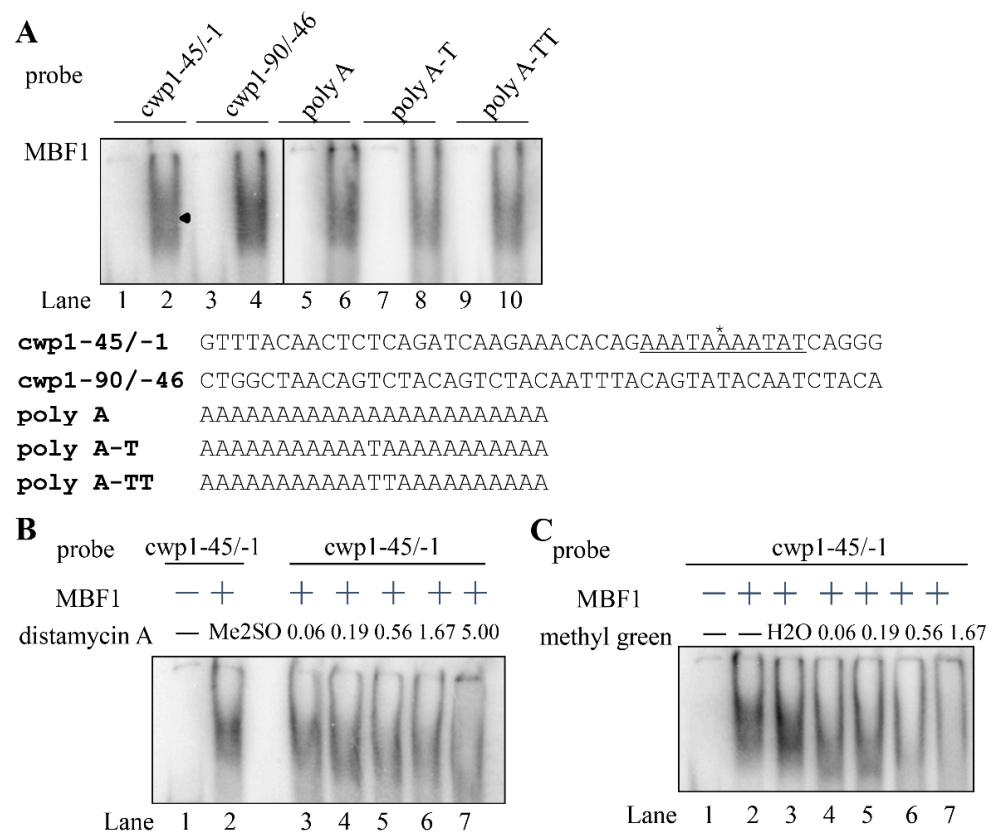 A
probe
cwp1-45/-1 cwp1-90/-46 poly A poly A-T poly A-TT
MBF1
Lane 1 2 3 4 5 6 7 8 9 10
*
cwp1-45/-1 GTTTACAACTCTCAGATCAAGAAACACAGAAATAAAATATCAGGG
cwp1-90/-46 CTGGCTAACAGTCTACAGTCTACAATTTACAGTATACAATCTACA
poly A AAAAAAAAAAAAAAAAAAAAAAA
poly A-T AAAAAAAAAAATAAAAAAAAAAA
poly A-TT AAAAAAAAAAATTAAAAAAAAAA
B
probe cwp1-45/-1 cwp1-45/-1
MBF1 — + + + + + +
distamycin A — Me2SO 0.06 0.19 0.56 1.67 5.00
Lane 1 2 3 4 5 6 7
C
probe cwp1-45/-1
MBF1 — + + + + + +
methyl green — — H2O 0.06 0.19 0.56 1.67
Lane 1 2 3 4 5 6 7